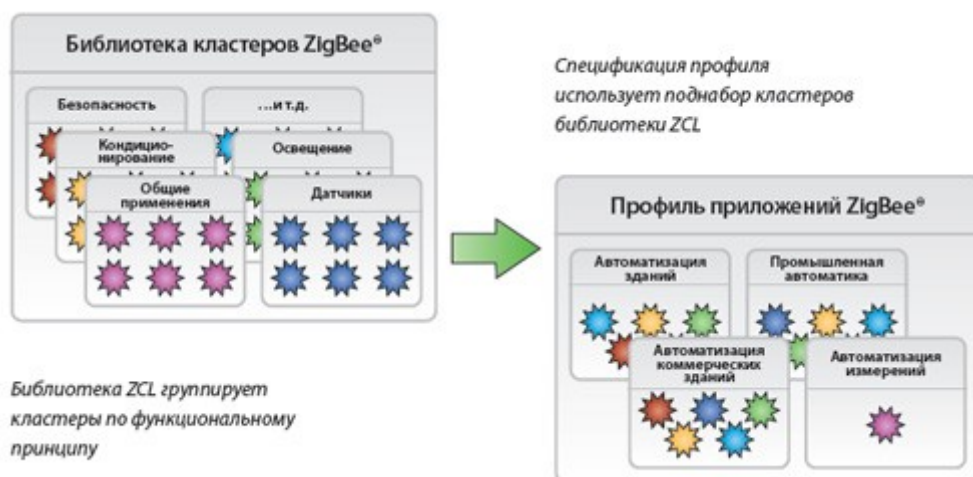 Библиотека кластеров ZigBee®
Безопасность
...и т.д.
Кондицио-
нирование
Освещение
Общие
применения
Датчики
Библиотека ZCL группирует
кластеры по функциональному
принципу
Спецификация профиля
использует поднабор кластеров
библиотеки ZCL
Профиль приложений ZigBee®
Автоматизация
зданий
Промышленная
автоматика
Автоматизация
коммерческих
зданий
Автоматизация
измерений